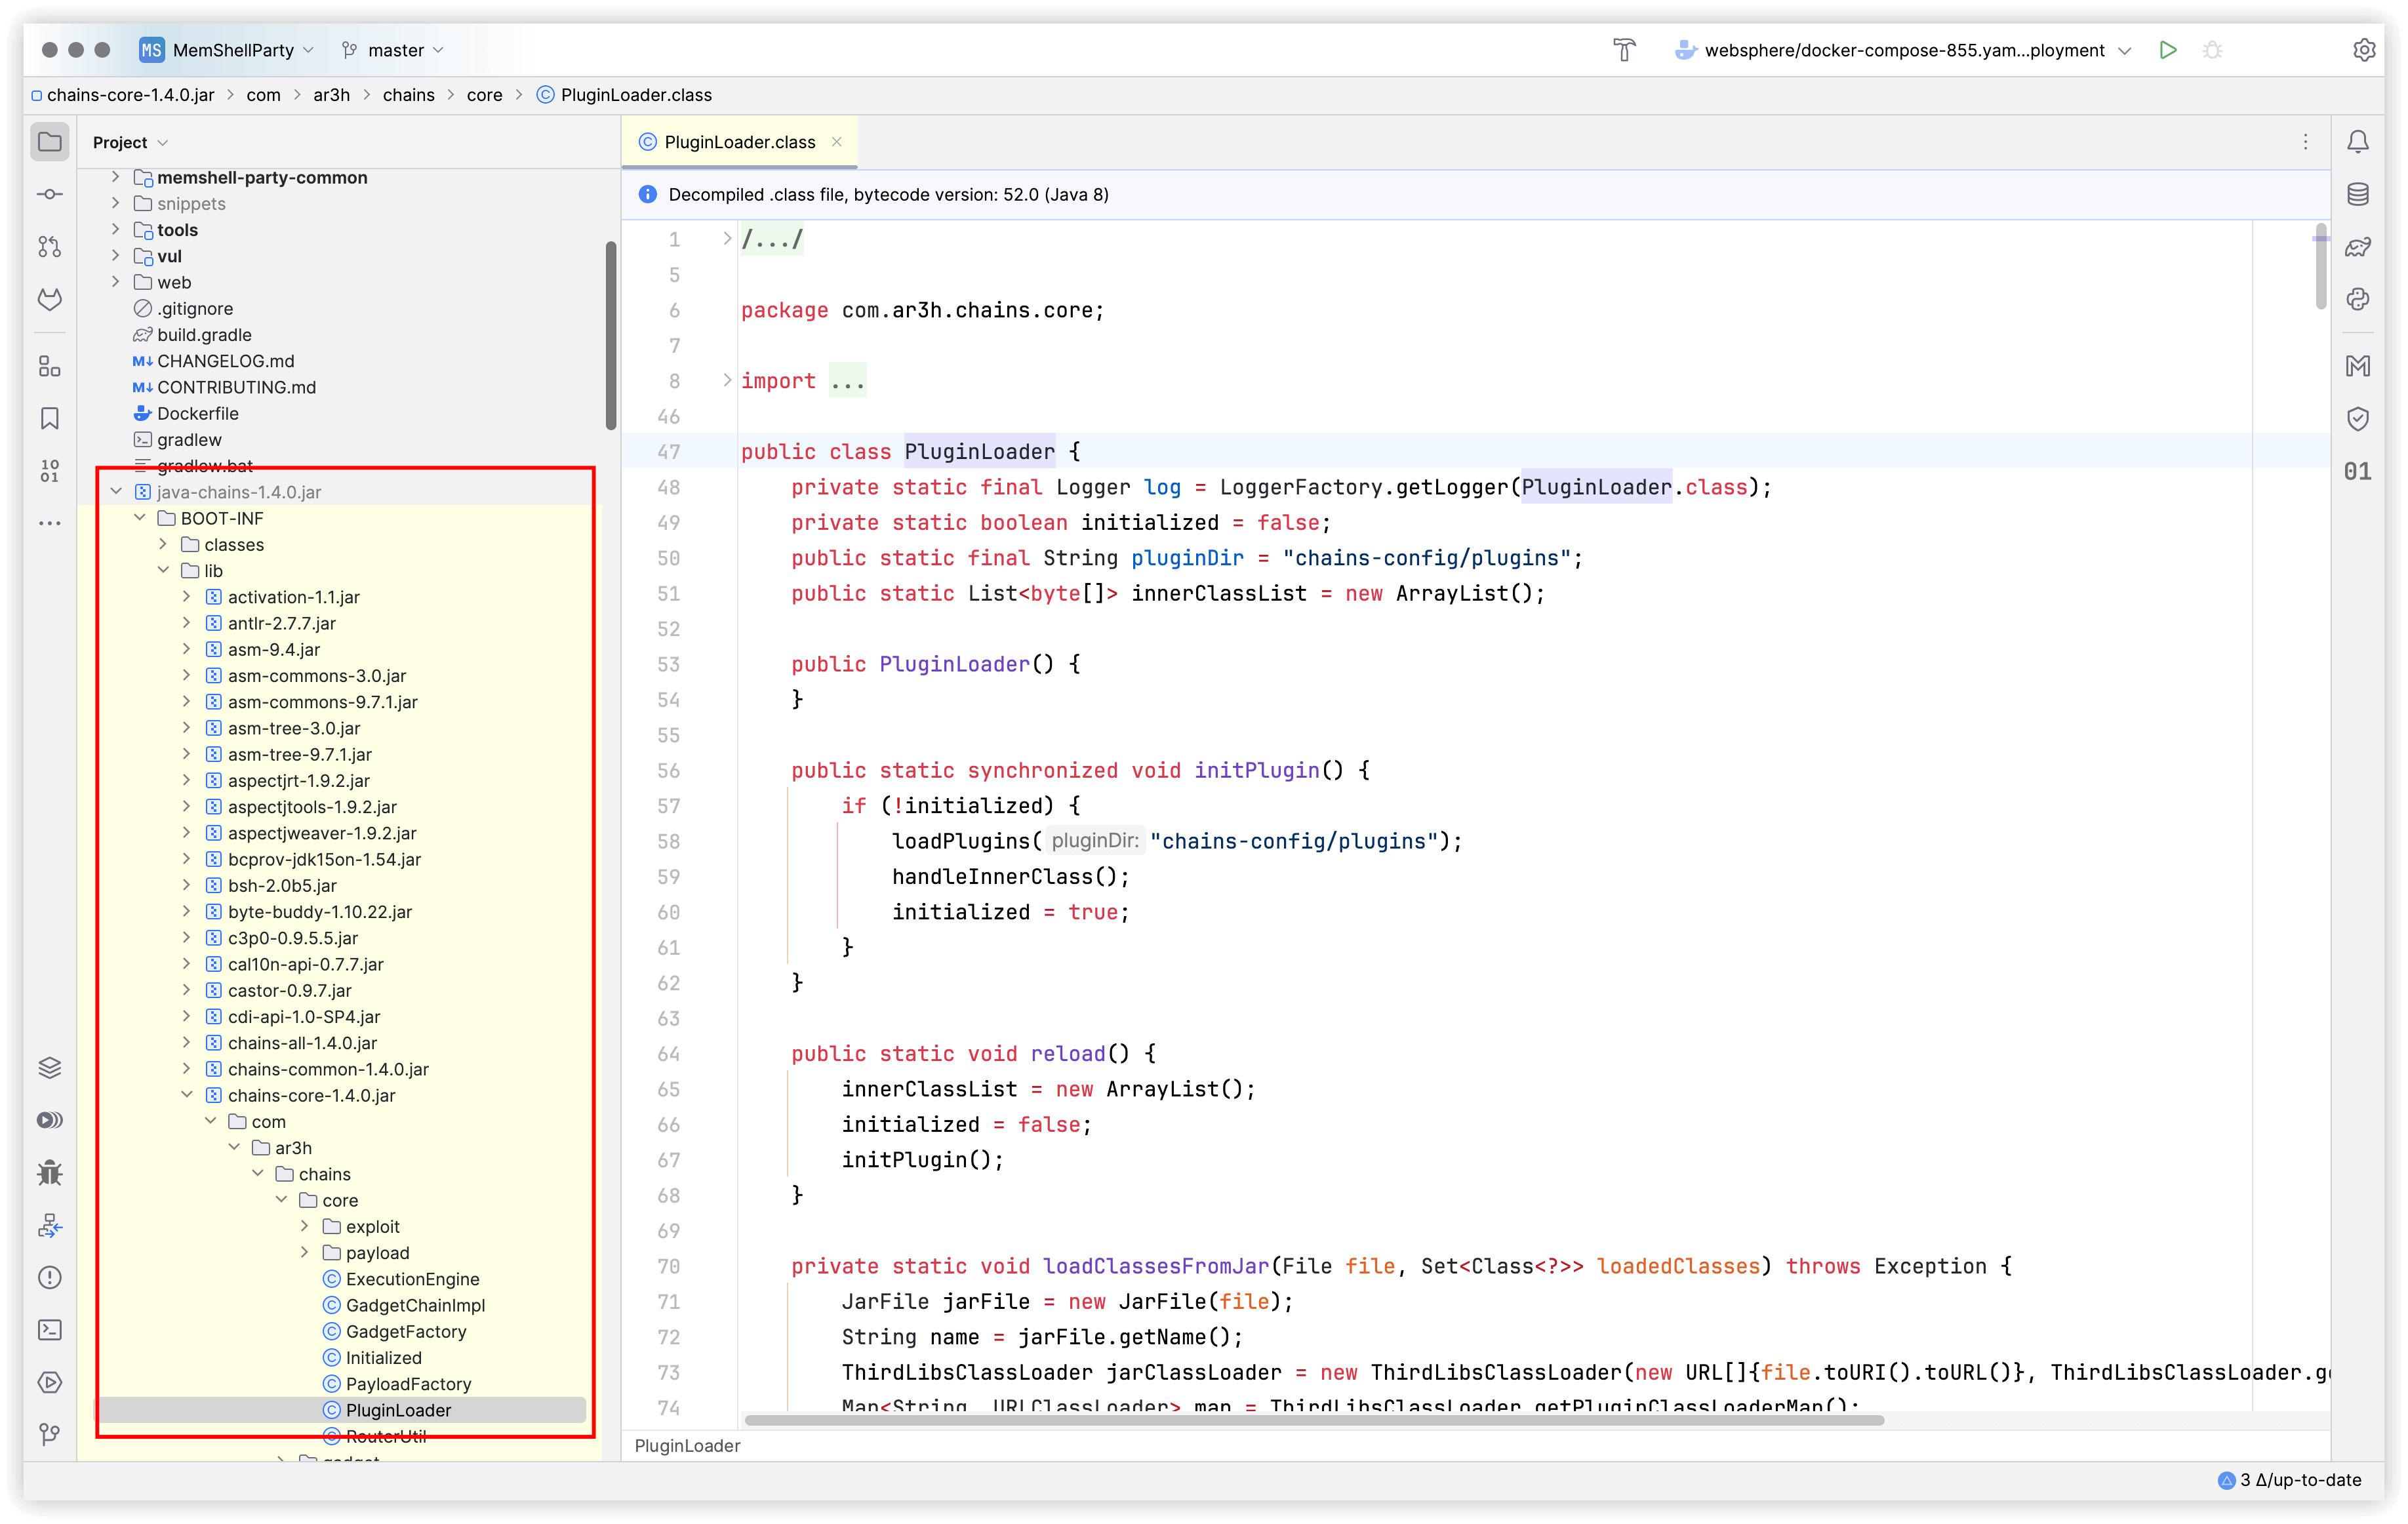 MS MemShellParty master websphere/docker-compose-855.yam...ployment
chains-core-1.4.0.jar com ar3h chains core PluginLoader.class
Project
memshell-party-common
snippets
tools
vul
web
.gitignore
build.gradle
CHANGELOG.md
CONTRIBUTING.md
Dockerfile
gradlew
gradlew.bat
java-chains-1.4.0.jar
BOOT-INF
classes
lib
activation-1.1.jar
antlr-2.7.7.jar
asm-9.4.jar
asm-commons-3.0.jar
asm-commons-9.7.1.jar
asm-tree-3.0.jar
asm-tree-9.7.1.jar
aspectjrt-1.9.2.jar
aspectjtools-1.9.2.jar
aspectjweaver-1.9.2.jar
bcprov-jdk15on-1.54.jar
bsh-2.0b5.jar
byte-buddy-1.10.22.jar
c3p0-0.9.5.5.jar
cal10n-api-0.7.7.jar
castor-0.9.7.jar
cdi-api-1.0-SP4.jar
chains-all-1.4.0.jar
chains-common-1.4.0.jar
chains-core-1.4.0.jar
com
ar3h
chains
core
exploit
payload
ExecutionEngine
GadgetChainImpl
GadgetFactory
Initialized
PayloadFactory
PluginLoader
RouterUtil
gadget
PluginLoader.class
Decompiled .class file, bytecode version: 52.0 (Java 8)
1 /.../
5
6 package com.ar3h.chains.core;
7
8 import ...
46
47 public class PluginLoader {
48 private static final Logger log = LoggerFactory.getLogger(PluginLoader.class);
49 private static boolean initialized = false;
50 public static final String pluginDir = "chains-config/plugins";
51 public static List<byte[]> innerClassList = new ArrayList();
52
53 public PluginLoader() {
54 }
55
56 public static synchronized void initPlugin() {
57 if (!initialized) {
58 loadPlugins( pluginDir: "chains-config/plugins");
59 handleInnerClass();
60 initialized = true;
61 }
62 }
63
64 public static void reload() {
65 innerClassList = new ArrayList();
66 initialized = false;
67 initPlugin();
68 }
69
70 private static void loadClassesFromJar(File file, Set<Class<?>> loadedClasses) throws Exception {
71 JarFile jarFile = new JarFile(file);
72 String name = jarFile.getName();
73 ThirdLibsClassLoader jarClassLoader = new ThirdLibsClassLoader(new URL[]{file.toURI().toURL()}, ThirdLibsClassLoader.ge
74 Map<String, URLClassLoader> map = ThirdLibsClassLoader.getPluginClassLoaderMap();
PluginLoader
3 Δ/up-to-date